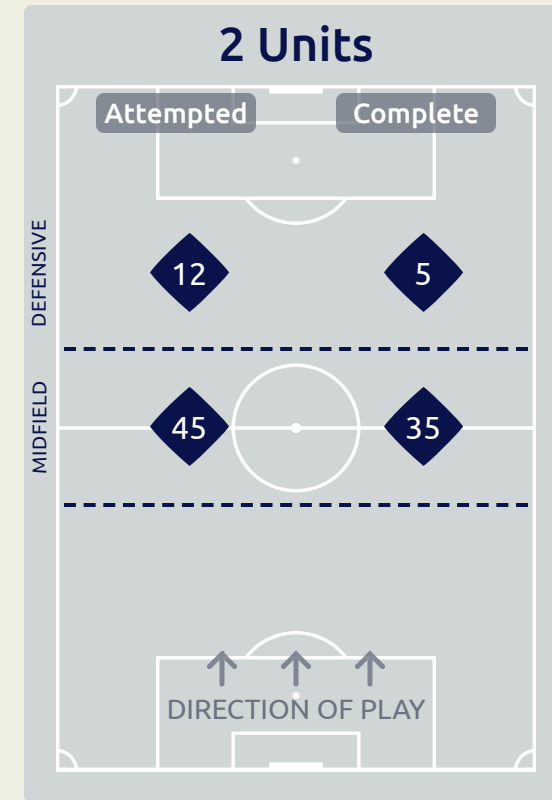 2 Units
Attempted
Complete
DEFENSIVE
12
5
MIDFIELD
45
35
DIRECTION OF PLAY